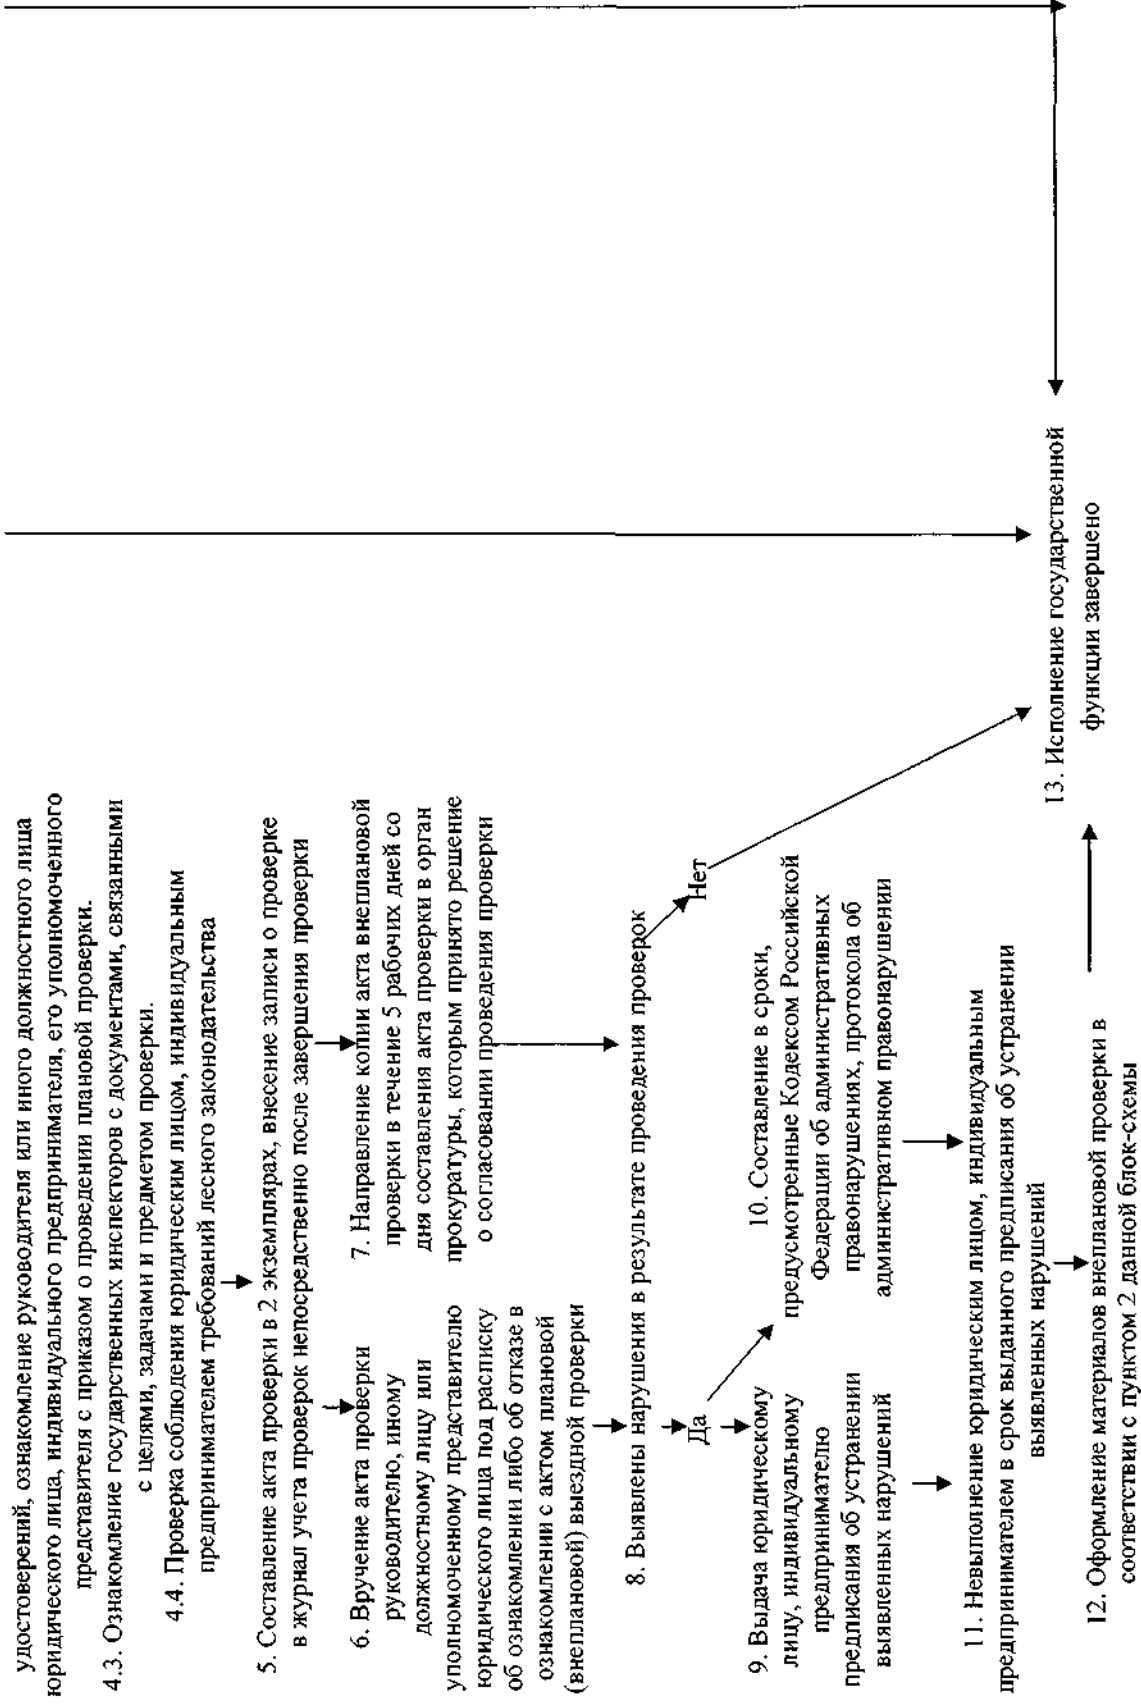 удостоверений, ознакомление руководителя или иного должностного лица
юридического лица, индивидуального предпринимателя, его уполномоченного
представителя с приказом о проведении плановой проверки.
4.3. Ознакомление государственных инспекторов с документами, связанными
с целями, задачами и предметом проверки.
4.4. Проверка соблюдения юридическим лицом, индивидуальным
предпринимателем требований лесного законодательства
5. Составление акта проверки в 2 экземплярах, внесение записи о проверке
в журнал учета проверок непосредственно после завершения проверки
6. Вручение акта проверки
руководителю, иному
должностному лицу или
уполномоченному представителю
юридического лица под расписку
об ознакомлении либо об отказе в
ознакомлении с актом плановой
(внеплановой) выездной проверки
7. Направление копии акта внеплановой
проверки в течение 5 рабочих дней со
дня составления акта проверки в орган
прокуратуры, которым принято решение
о согласовании проведения проверки
8. Выявлены нарушения в результате проведения проверок
Да
Нет
9. Выдача юридическому
лицу, индивидуальному
предпринимателю
предписания об устранении
выявленных нарушений
10. Составление в сроки,
предусмотренные Кодексом Российской
Федерации об административных
правонарушениях, протокола об
административном правонарушении
11. Невыполнение юридическим лицом, индивидуальным
предпринимателем в срок выданного предписания об устранении
выявленных нарушений
12. Оформление материалов внеплановой проверки в
соответствии с пунктом 2 данной блок-схемы
13. Исполнение государственной
функции завершено